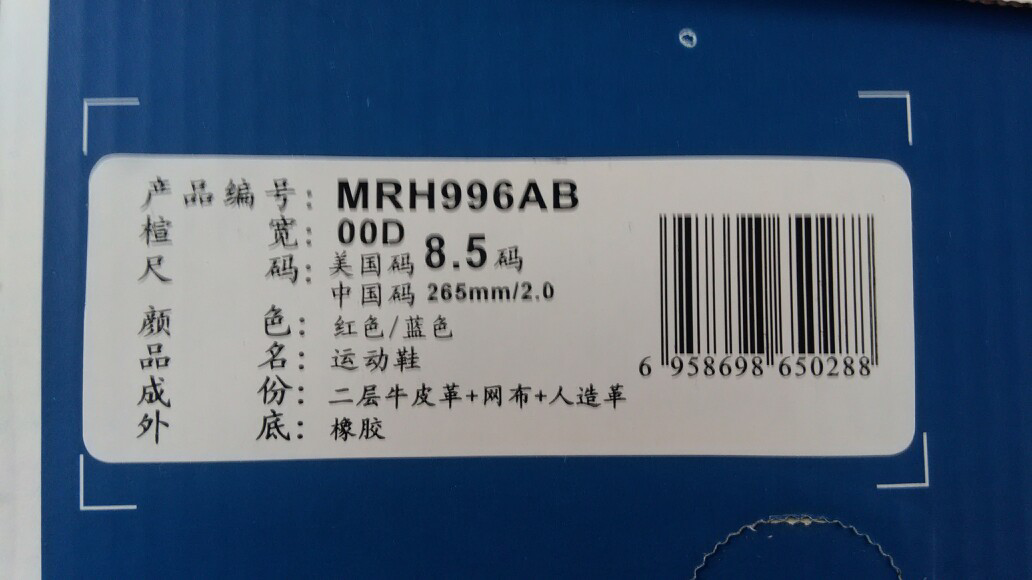 产品编号：MRH996AB
楦宽：00D
尺码：美国码 8.5码
中国码 265mm/2.0
颜色：红色/蓝色
品名：运动鞋
成份：二层牛皮革+网布+人造革
外底：橡胶
6 958698 650288